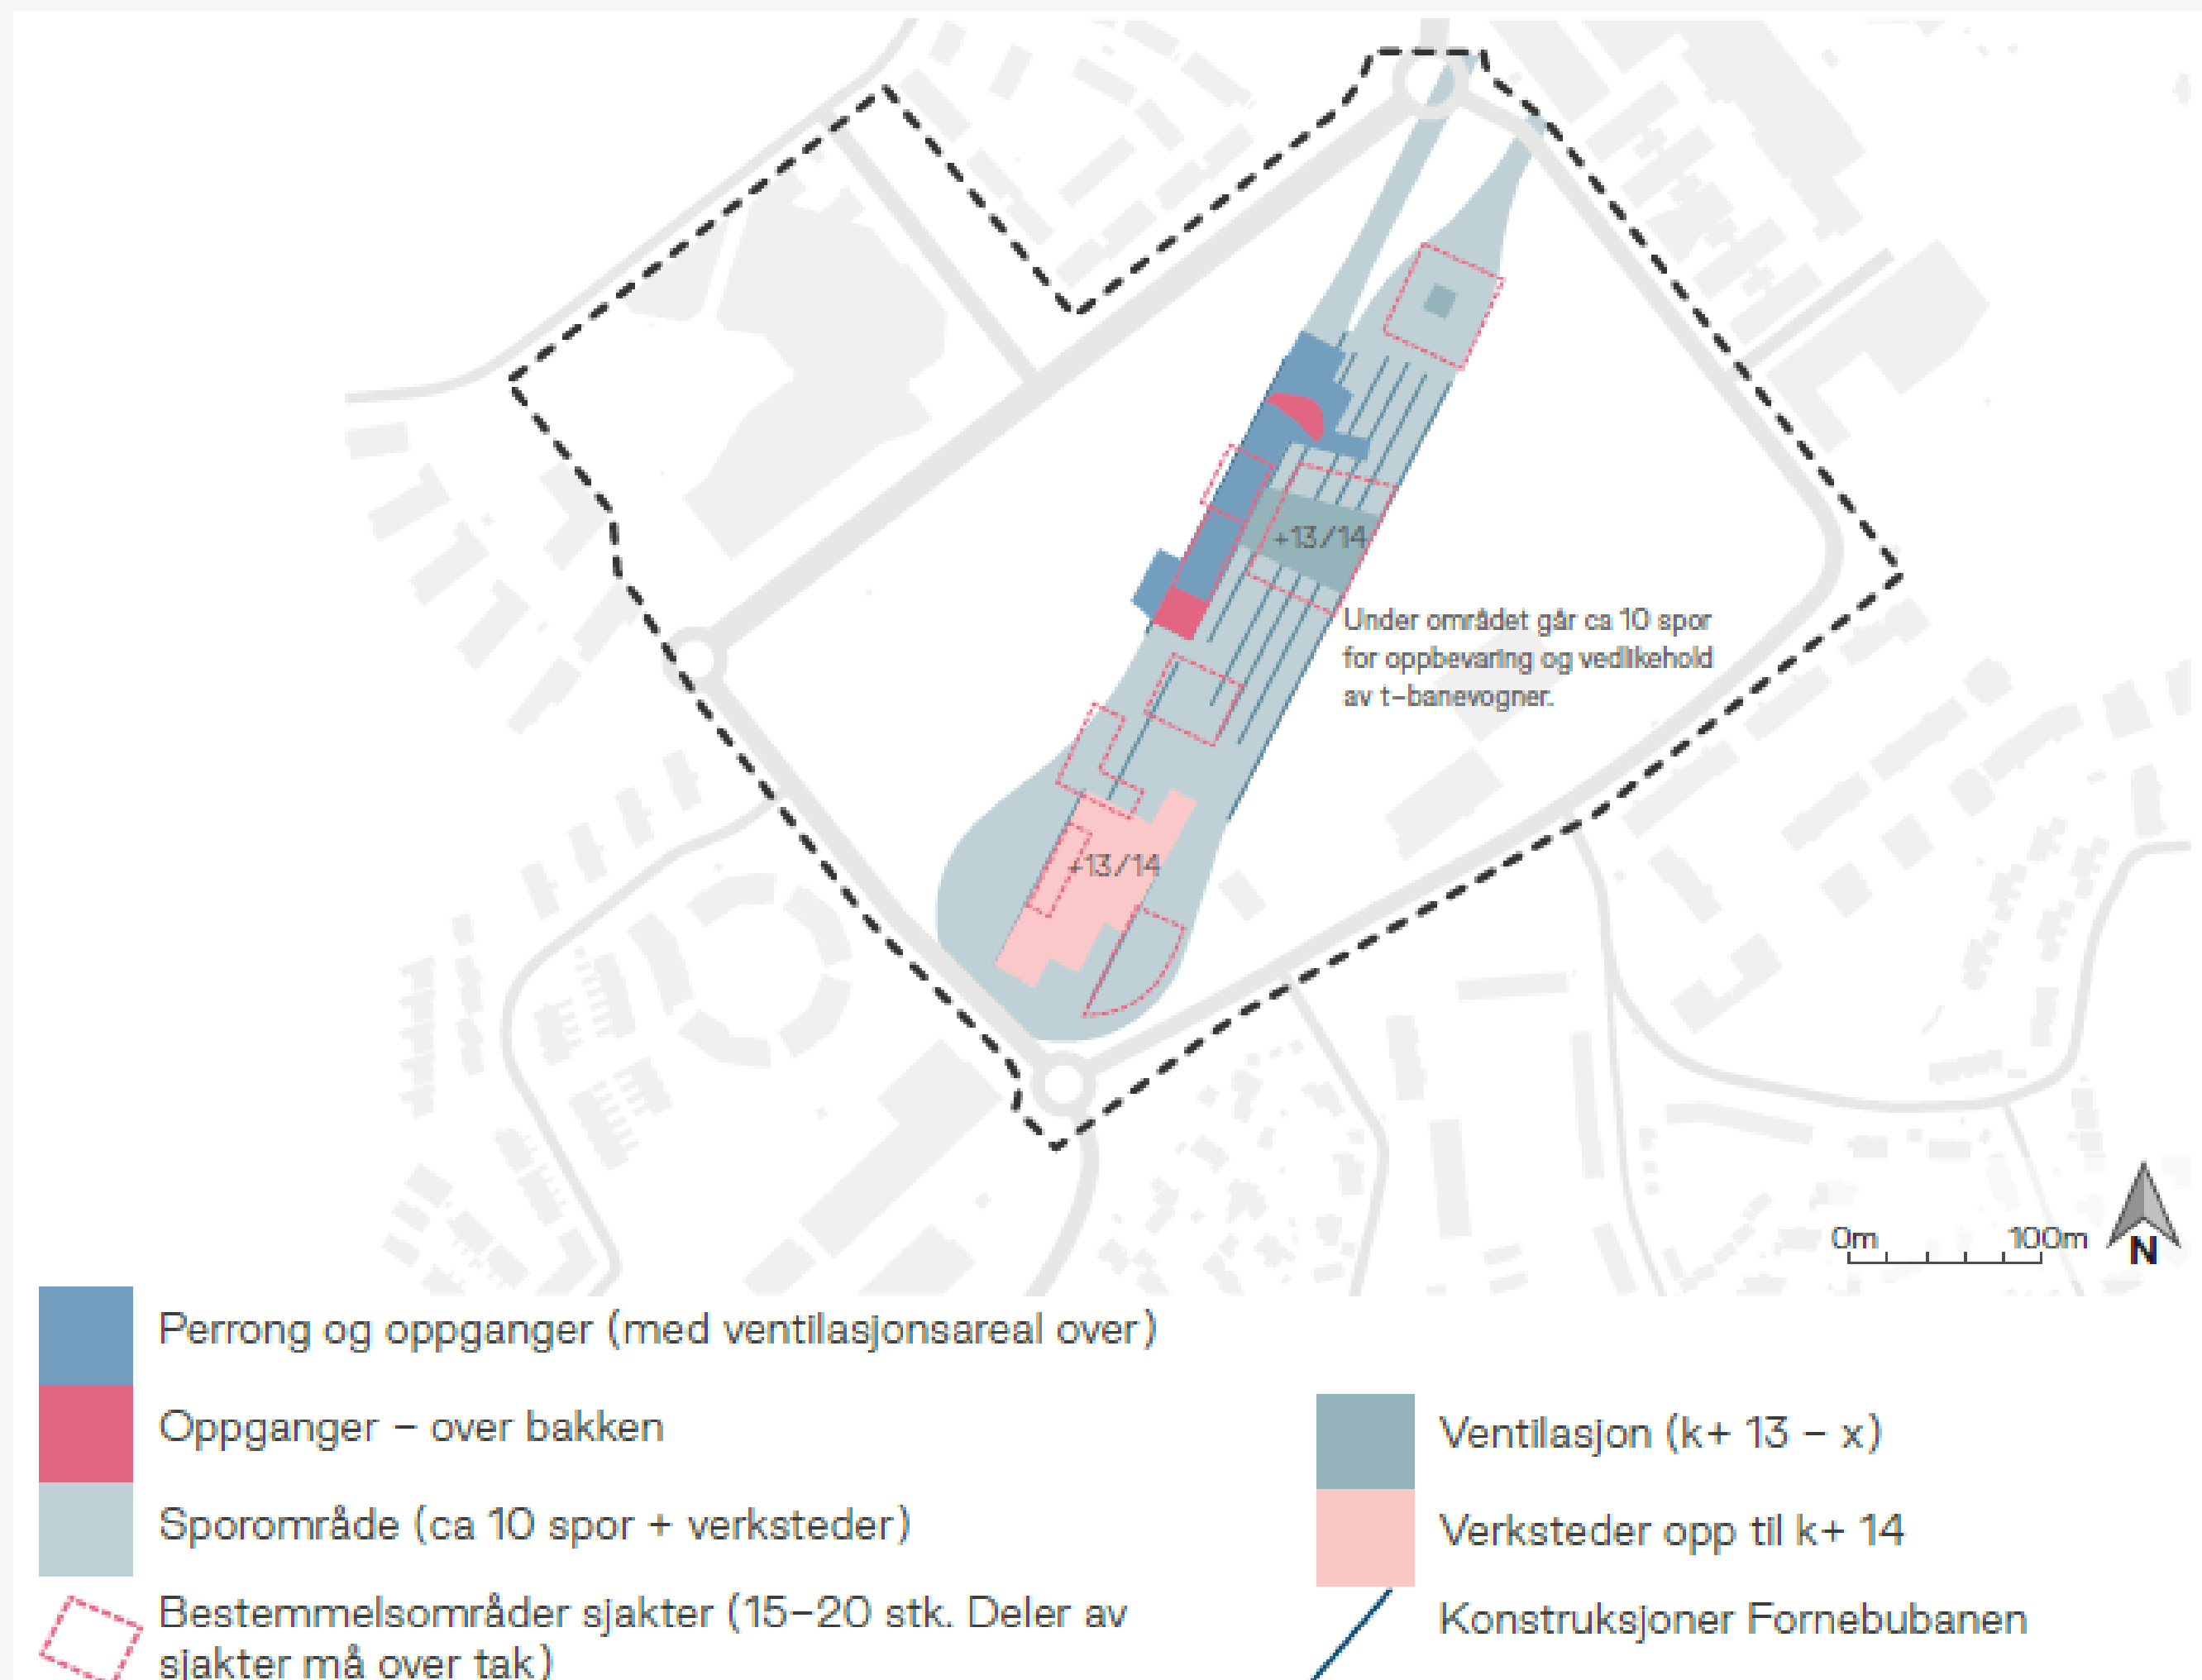 +13/14
Under området går ca 10 spor
for oppbevaring og vedlikehold
av t-banevogner.
+13/14
0m 100m
N
Perrong og oppganger (med ventilasjonsareal over)
Oppganger – over bakken
Sporområde (ca 10 spor + verksteder)
Bestemmelsområder sjakter (15–20 stk. Deler av
sjakter må over tak)
Ventilasjon (k+ 13 – x)
Verksteder opp til k+ 14
Konstruksjoner Fornebubanen